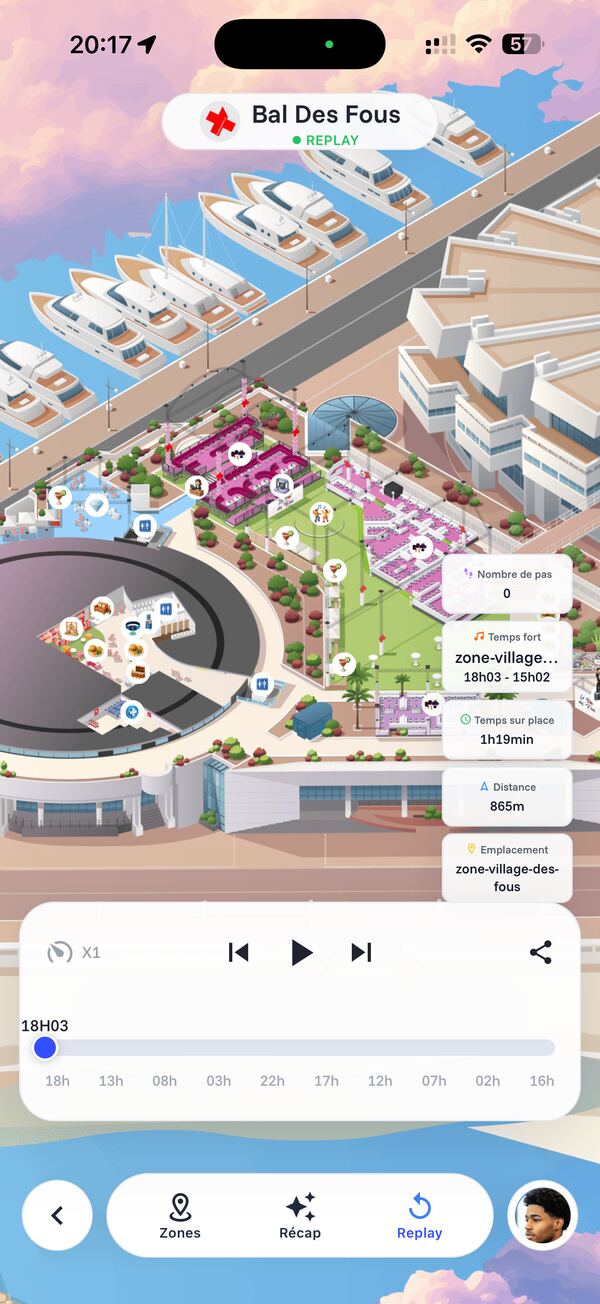 20:17
57
Bal Des Fous
REPLAY
Nombre de pas
0
Temps fort
zone-village...
18h03 - 15h02
Temps sur place
1h19min
Distance
865m
Emplacement
zone-village-des-
fous
X1
18H03
18h 13h 08h 03h 22h 17h 12h 07h 02h 16h
Zones
Récap
Replay